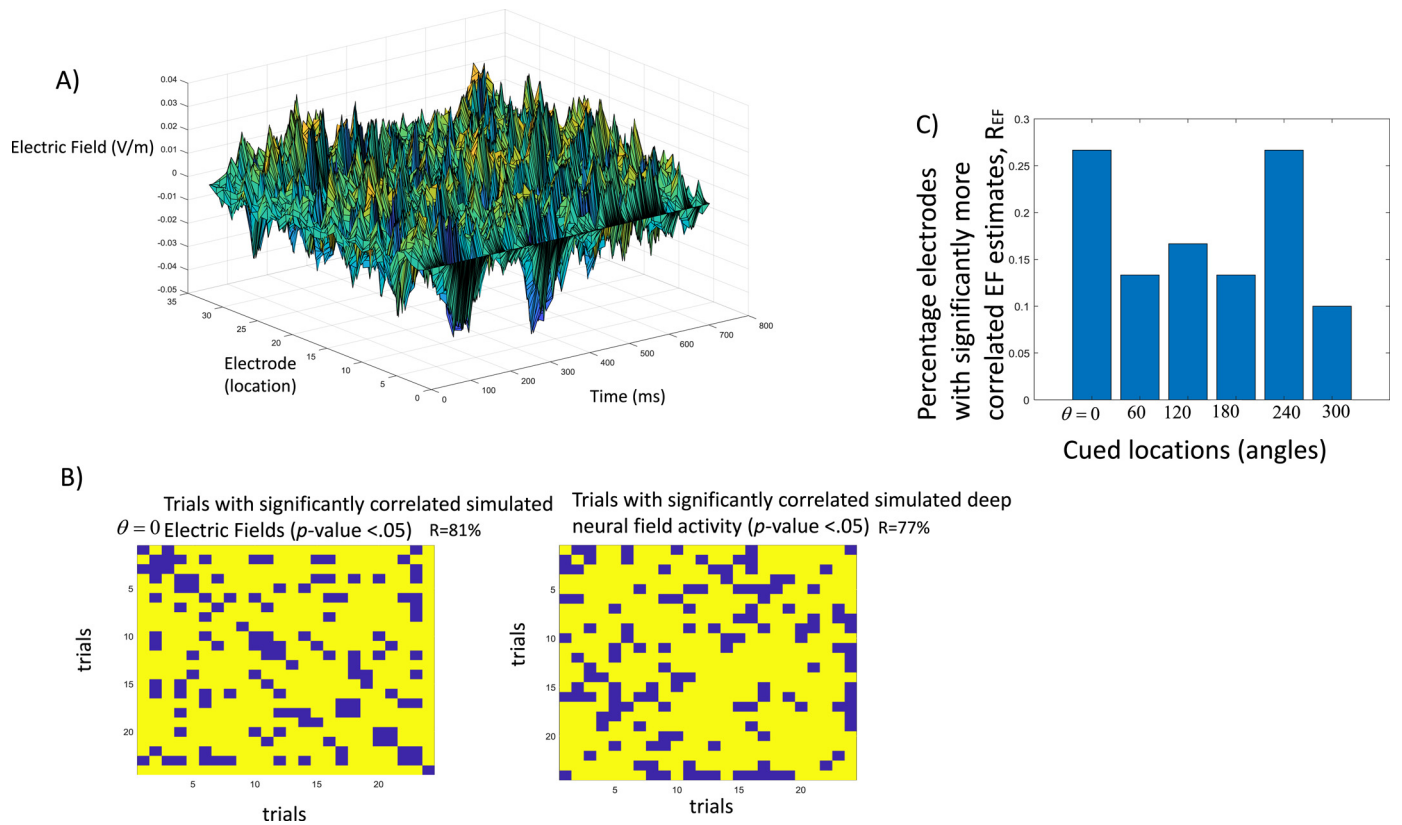 A)
Electric Field (V/m)
0.04
0.03
0.02
0.01
0
-0.01
-0.02
-0.03
-0.04
-0.05
35
30
25
20
15
10
5
0
Electrode
(location)
0
100
200
300
400
500
600
700
800
Time (ms)
C)
Percentage electrodes
with significantly more
correlated EF estimates, REF
0.3
0.25
0.2
0.15
0.1
0.05
0
θ = 0 60 120 180 240 300
Cued locations (angles)
B)
Trials with significantly correlated simulated
θ = 0 Electric Fields (p-value <.05) R=81%
trials
5
10
15
20
5 10 15 20
trials
Trials with significantly correlated simulated deep
neural field activity (p-value <.05) R=77%
trials
5
10
15
20
5 10 15 20
trials